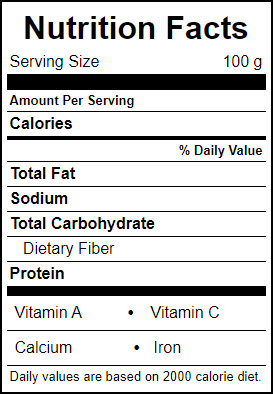 Nutrition Facts
Serving Size 100 g
Amount Per Serving
Calories
% Daily Value
Total Fat
Sodium
Total Carbohydrate
Dietary Fiber
Protein
Vitamin A • Vitamin C
Calcium • Iron
Daily values are based on 2000 calorie diet.